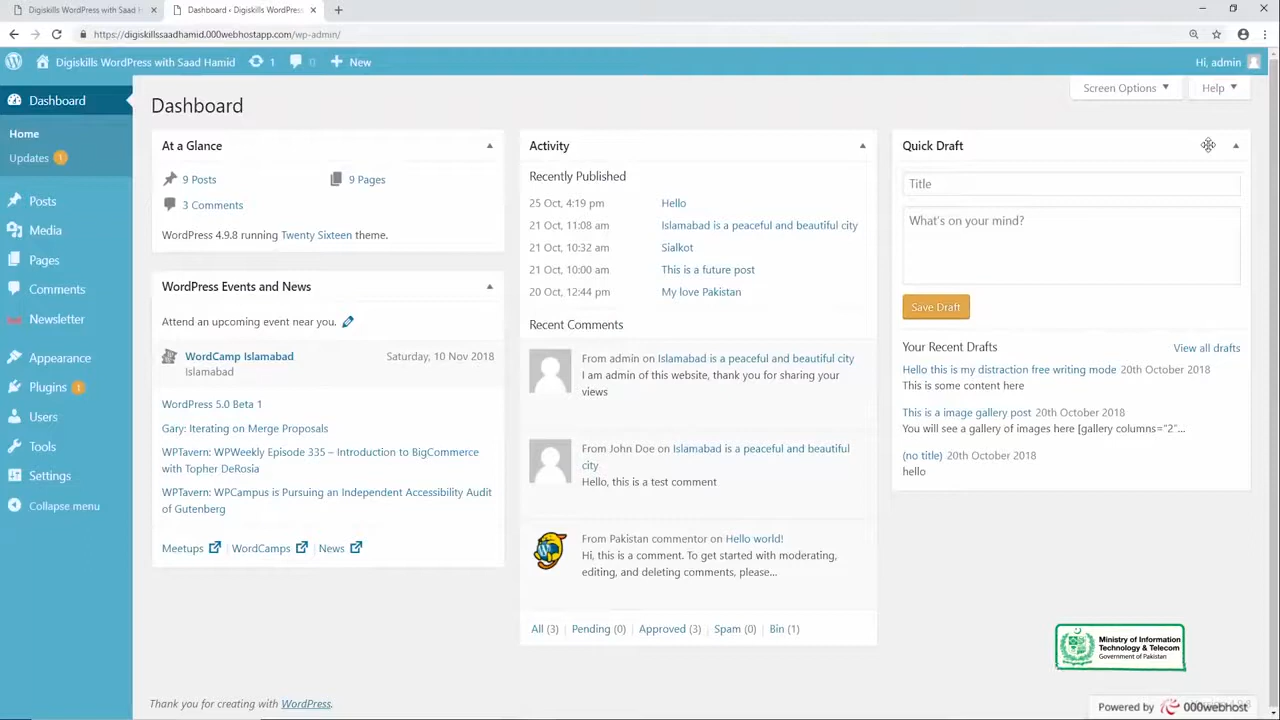 Digiskills WordPress with Saad H
Dashboard ‹ Digiskills WordPress
https://digiskillssaadhamid.000webhostapp.com/wp-admin/
Digiskills WordPress with Saad Hamid
1
0
New
Hi, admin
Dashboard
Home
Updates 1
Posts
Media
Pages
Comments
Newsletter
Appearance
Plugins 1
Users
Tools
Settings
Collapse menu
Screen Options
Help
Dashboard
At a Glance
9 Posts
9 Pages
3 Comments
WordPress 4.9.8 running Twenty Sixteen theme.
WordPress Events and News
Attend an upcoming event near you.
WordCamp Islamabad Saturday, 10 Nov 2018
Islamabad
WordPress 5.0 Beta 1
Gary: Iterating on Merge Proposals
WPTavern: WPWeekly Episode 335 – Introduction to BigCommerce
with Topher DeRosia
WPTavern: WPCampus is Pursuing an Independent Accessibility Audit
of Gutenberg
Meetups | WordCamps | News
Activity
Recently Published
25 Oct, 4:19 pm Hello
21 Oct, 11:08 am Islamabad is a peaceful and beautiful city
21 Oct, 10:32 am Sialkot
21 Oct, 10:00 am This is a future post
20 Oct, 12:44 pm My love Pakistan
Recent Comments
From admin on Islamabad is a peaceful and beautiful city
I am admin of this website, thank you for sharing your
views
From John Doe on Islamabad is a peaceful and beautiful
city
Hello, this is a test comment
From Pakistan commentor on Hello world!
Hi, this is a comment. To get started with moderating,
editing, and deleting comments, please...
All (3) | Pending (0) | Approved (3) | Spam (0) | Bin (1)
Quick Draft
Title
What's on your mind?
Save Draft
Your Recent Drafts
View all drafts
Hello this is my distraction free writing mode 20th October 2018
This is some content here
This is a image gallery post 20th October 2018
You will see a gallery of images here [gallery columns="2"...
(no title) 20th October 2018
hello
Ministry of Information
Technology & Telecom
Government of Pakistan
Thank you for creating with WordPress.
Powered by 000webhost